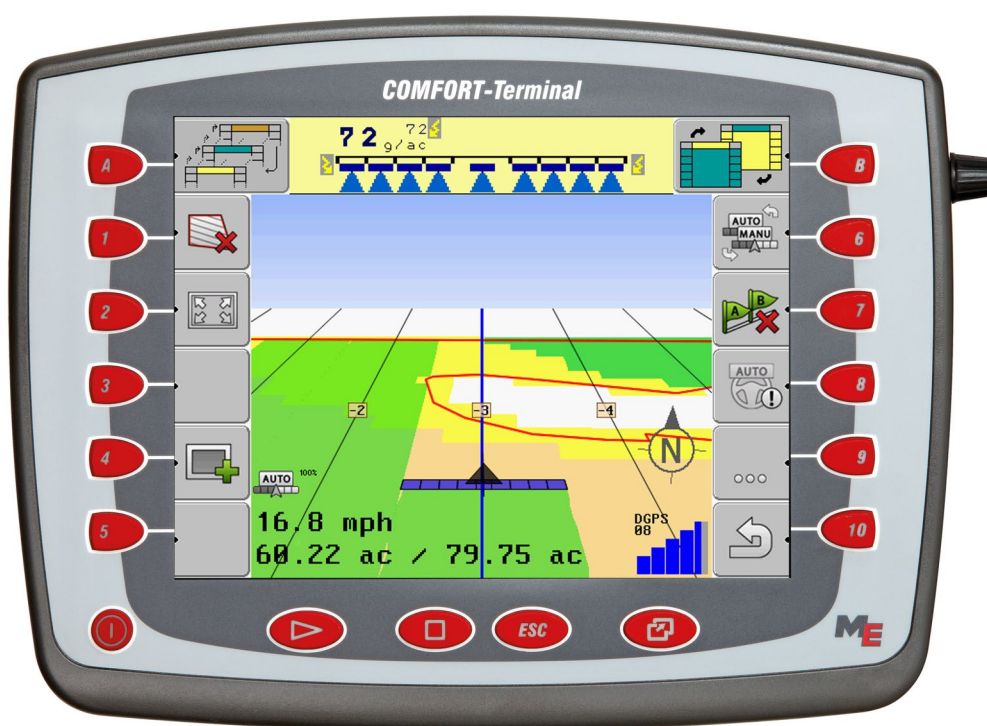 COMFORT-Terminal
72 g/ac 72
A
B
1
AUTO
MANU
6
2
A B
7
3
AUTO
8
-2
-3
-4
4
N
9
AUTO 100%
5
16.8 mph
DGPS
08
10
60.22 ac / 79.75 ac
ESC
ME